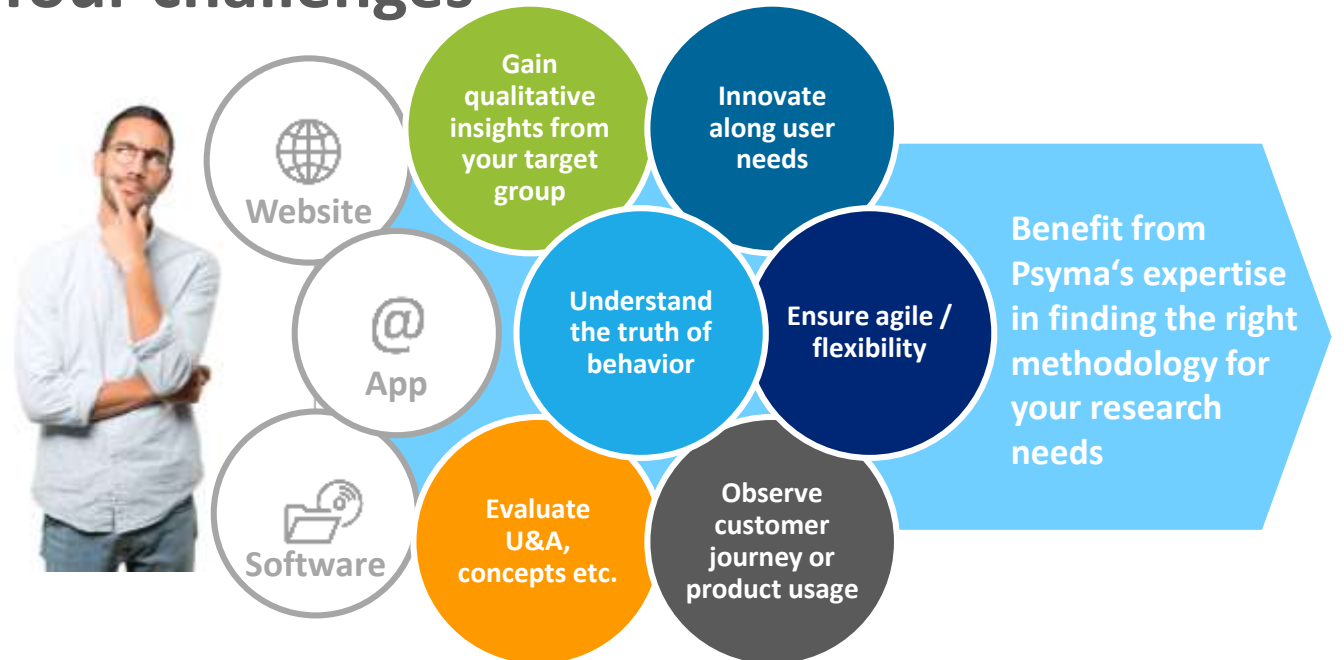 Your challenges
Website
App
Software
Gain
qualitative
insights from
your target
group
Innovate
along user
needs
Understand
the truth of
behavior
Ensure agile /
flexibility
Evaluate
U&A,
concepts etc.
Observe
customer
journey or
product usage
Benefit from
Psyma‘s expertise
in finding the right
methodology for
your research
needs